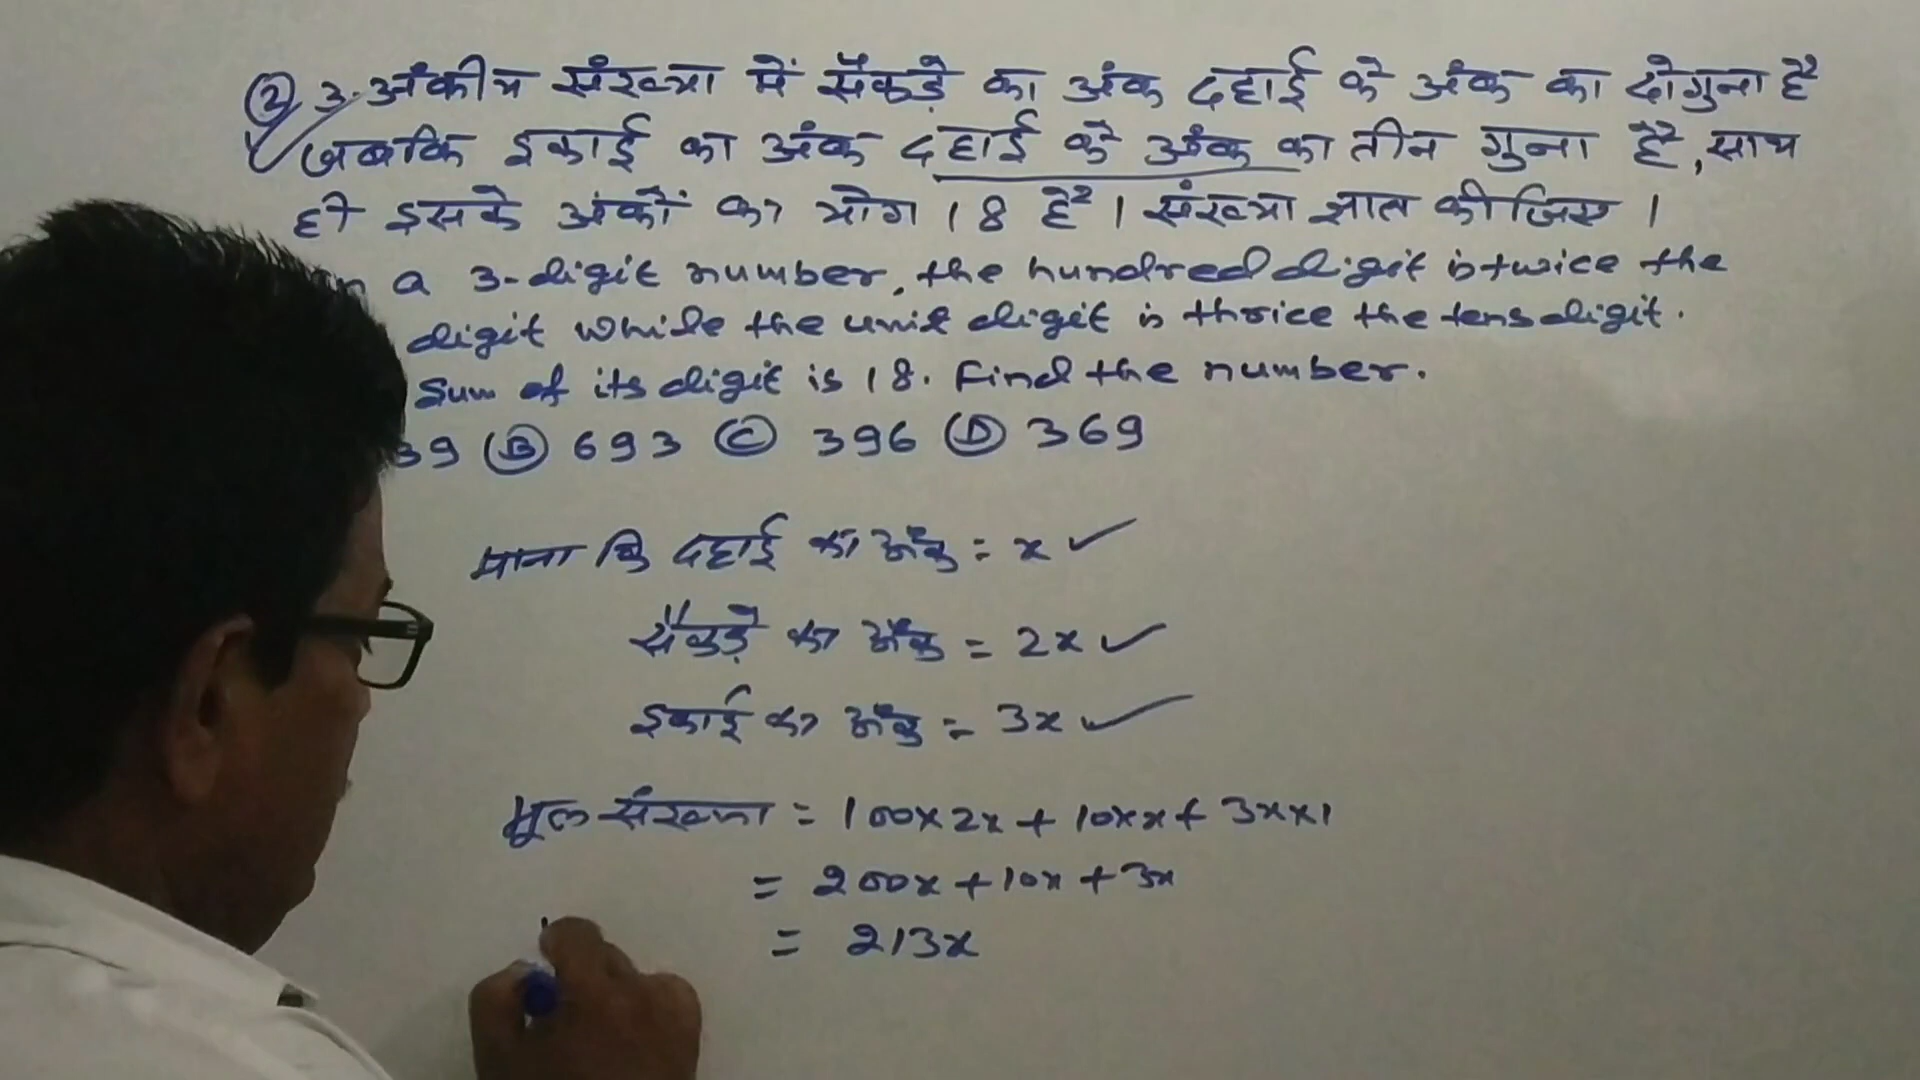 ② 3-अंकीय संख्या में सैंकड़े का अंक दहाई के अंक का दोगुना है
जबकि इकाई का अंक दहाई के अंक का तीन गुना है, साथ
ही इसके अंकों का योग 18 है। संख्या ज्ञात कीजिए।
a 3-digit number, the hundred digit is twice the
digit while the unit digit is thrice the tens digit.
Sum of its digit is 18. Find the number.
39 Ⓑ 693 Ⓒ 396 Ⓓ 369
माना कि दहाई का अंक = x ✓
सैंकड़े का अंक = 2x ✓
इकाई का अंक = 3x ✓
मूल संख्या = 100×2x + 10×x + 3x×1
= 200x + 10x + 3x
= 213x